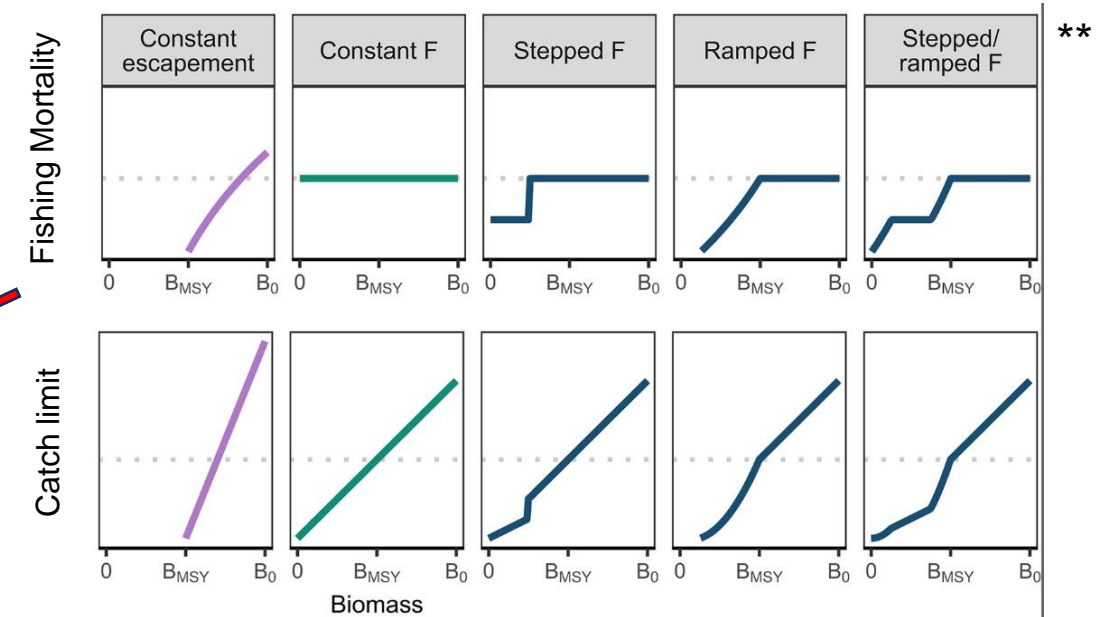 Constant
escapement
Constant F
Stepped F
Ramped F
Stepped/
ramped F
**
Fishing Mortality
0 BMSY B0 0 BMSY B0 0 BMSY B0 0 BMSY B0 0 BMSY B0
Catch limit
0 BMSY B0 0 BMSY B0 0 BMSY B0 0 BMSY B0 0 BMSY B0
Biomass